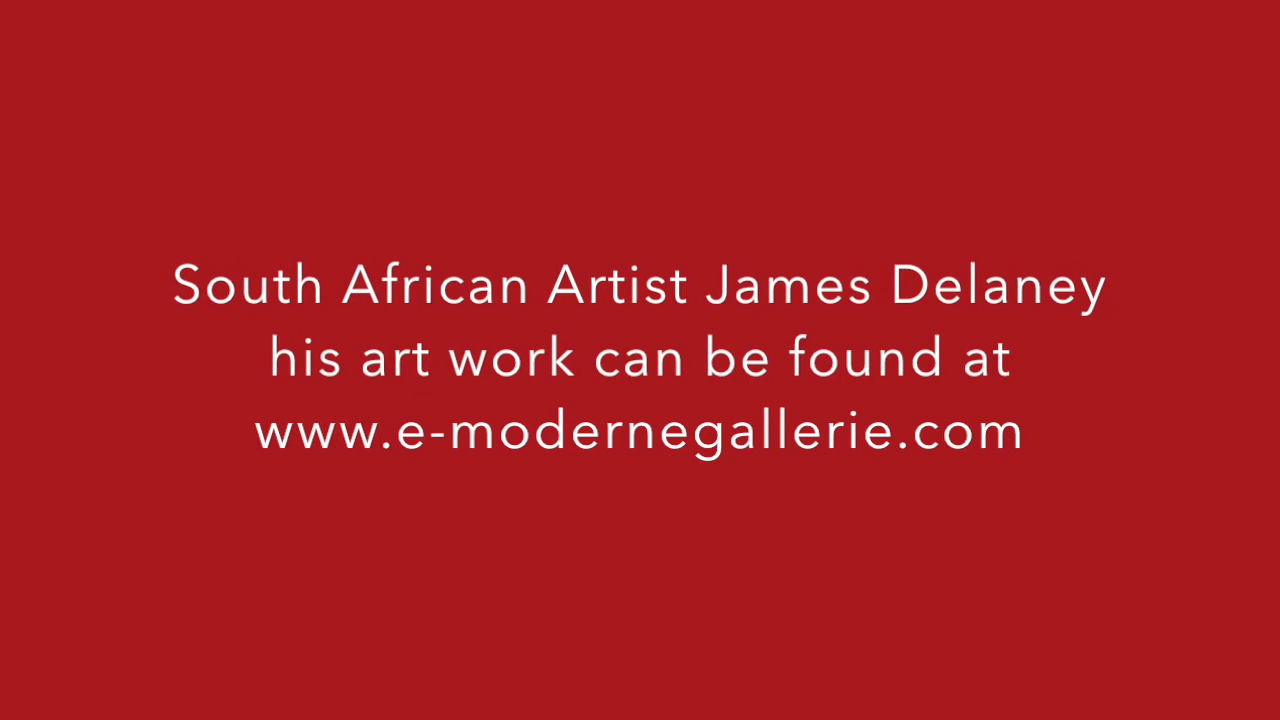 South African Artist James Delaney
his art work can be found at
www.e-modernegallerie.com